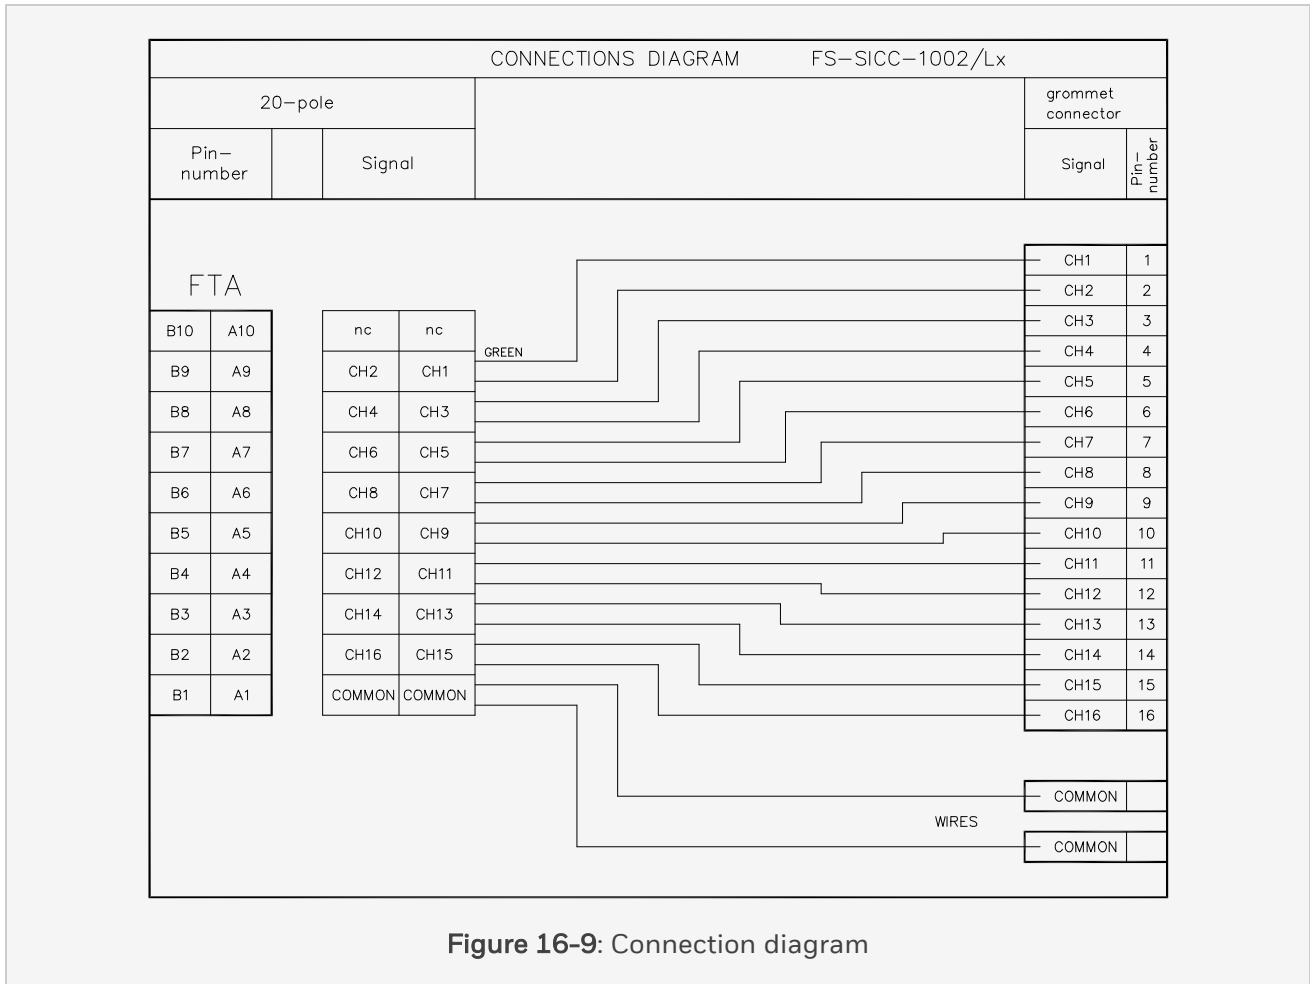 CONNECTIONS DIAGRAM FS-SICC-1002/Lx
20-pole
grommet
connector
Pin-
number
Signal
Signal
Pin-
number
FTA
B10 A10
B9 A9
B8 A8
B7 A7
B6 A6
B5 A5
B4 A4
B3 A3
B2 A2
B1 A1
nc nc
CH2 CH1
CH4 CH3
CH6 CH5
CH8 CH7
CH10 CH9
CH12 CH11
CH14 CH13
CH16 CH15
COMMON COMMON
GREEN
CH1 1
CH2 2
CH3 3
CH4 4
CH5 5
CH6 6
CH7 7
CH8 8
CH9 9
CH10 10
CH11 11
CH12 12
CH13 13
CH14 14
CH15 15
CH16 16
COMMON
WIRES
COMMON
Figure 16-9: Connection diagram